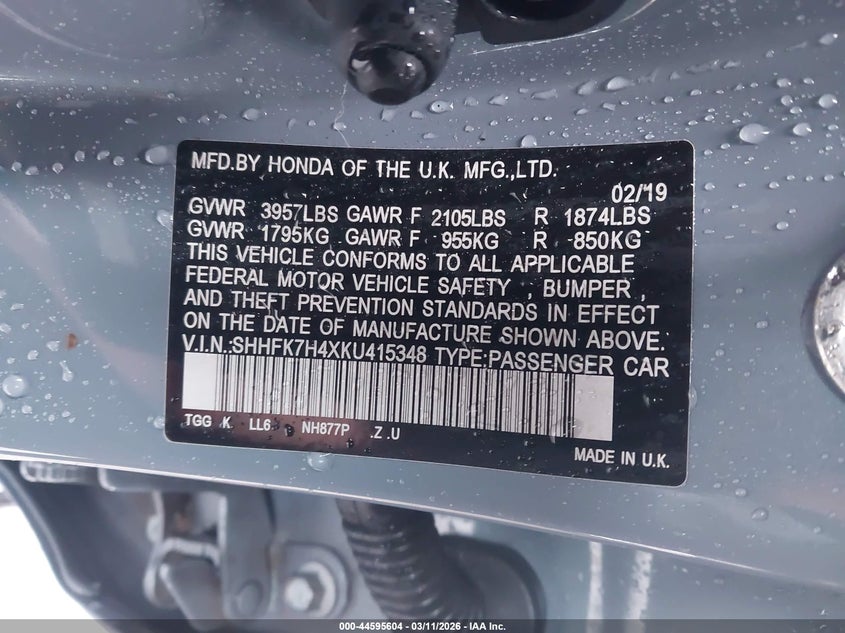 MFD.BY HONDA OF THE U.K. MFG.,LTD.
02/19
GVWR 3957LBS GAWR F 2105LBS R 1874LBS
GVWR 1795KG GAWR F 955KG R 850KG
THIS VEHICLE CONFORMS TO ALL APPLICABLE
FEDERAL MOTOR VEHICLE SAFETY , BUMPER ,
AND THEFT PREVENTION STANDARDS IN EFFECT
ON THE DATE OF MANUFACTURE SHOWN ABOVE.
V.I.N.:SHHFK7H4XKU415348 TYPE:PASSENGER CAR
TGG K LL6 NH877P .Z .U
MADE IN U.K.
000-44595604 - 03/11/2026 - IAA Inc.